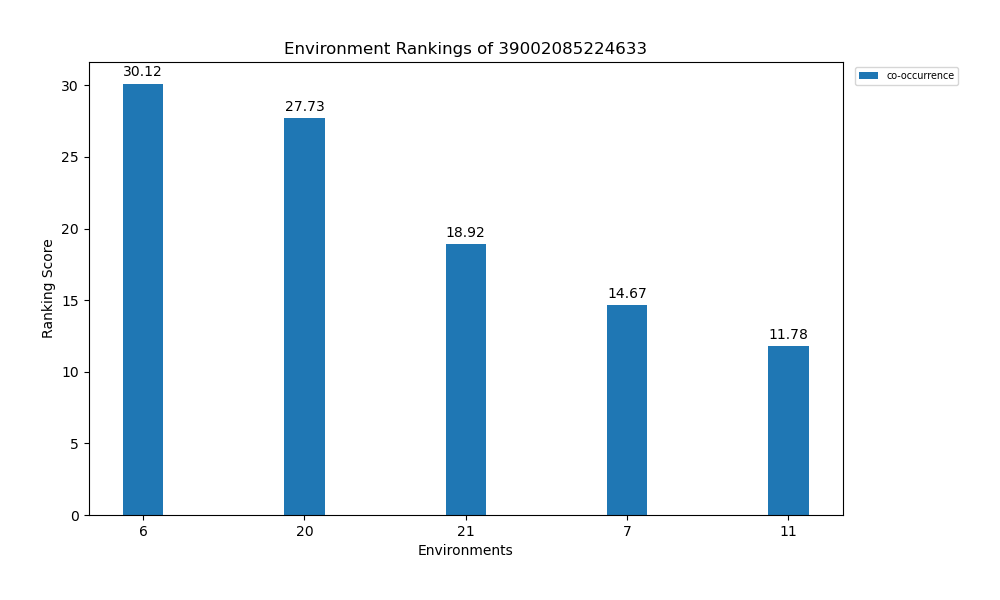 Environment Rankings of 39002085224633
co-occurrence
30.12
27.73
18.92
14.67
11.78
Ranking Score
30
25
20
15
10
5
0
6 20 21 7 11
Environments